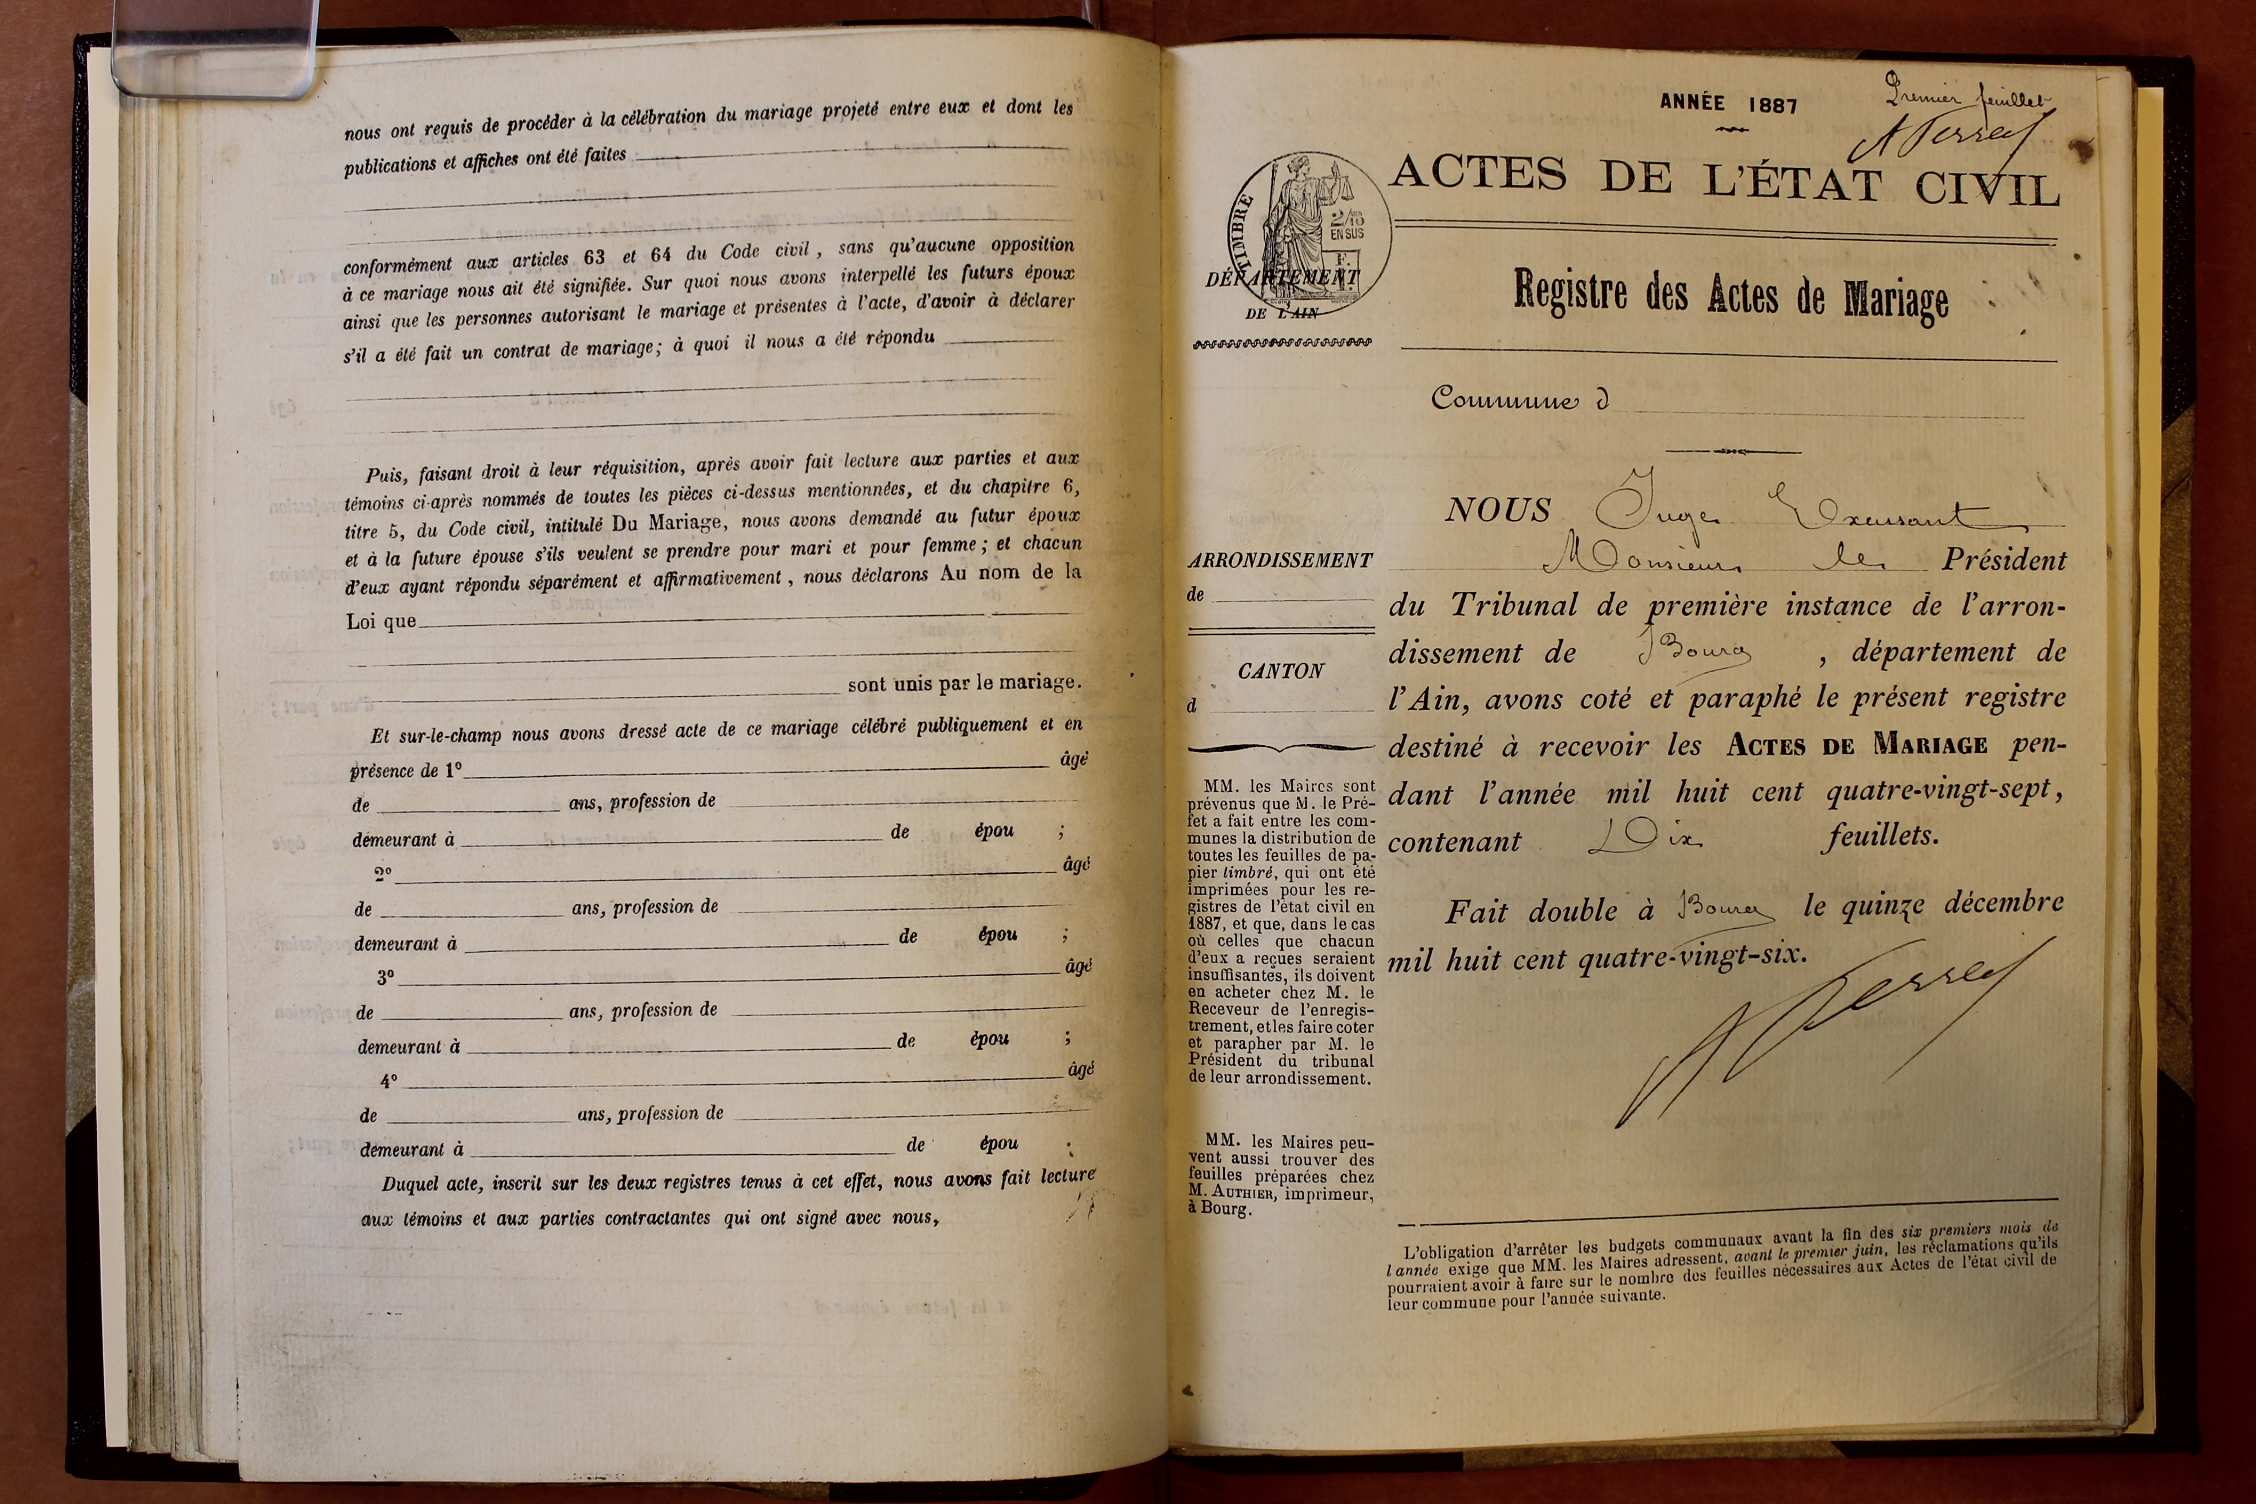 nous ont requis de procéder à la célébration du mariage projeté entre eux et dont les
publications et affiches ont été faites
conformément aux articles 63 et 64 du Code civil, sans qu'aucune opposition
à ce mariage nous ait été signifiée. Sur quoi nous avons interpellé les futurs époux
ainsi que les personnes autorisant le mariage et présentes à l'acte, d'avoir à déclarer
s'il a été fait un contrat de mariage; à quoi il nous a été répondu
Puis, faisant droit à leur réquisition, après avoir fait lecture aux parties et aux
témoins ci-après nommés de toutes les pièces ci-dessus mentionnées, et du chapitre 6,
titre 5, du Code civil, intitulé Du Mariage, nous avons demandé au futur époux
et à la future épouse s'ils veulent se prendre pour mari et pour femme; et chacun
d'eux ayant répondu séparément et affirmativement, nous déclarons Au nom de la
Loi que
sont unis par le mariage.
Et sur-le-champ nous avons dressé acte de ce mariage célébré publiquement et en
présence de 1° âgé
de ans, profession de
demeurant à de épou ;
2° âgé
de ans, profession de
demeurant à de épou ;
3° âgé
de ans, profession de
demeurant à de épou ;
4° âgé
de ans, profession de
demeurant à de épou .
Duquel acte, inscrit sur les deux registres tenus à cet effet, nous avons fait lecture
aux témoins et aux parties contractantes qui ont signé avec nous,
ANNÉE 1887
Premier feuillet
ACTES DE L'ÉTAT CIVIL
TIMBRE
2/10
EN SUS
DÉPARTEMENT
DE L'AIN
Registre des Actes de Mariage
Commune d
ARRONDISSEMENT
de
CANTON
d
MM. les Maires sont
prévenus que M. le Pré-
fet a fait entre les com-
munes la distribution de
toutes les feuilles de pa-
pier timbré, qui ont été
imprimées pour les re-
gistres de l'état civil en
1887, et que, dans le cas
où celles que chacun
d'eux a reçues seraient
insuffisantes, ils doivent
en acheter chez M. le
Receveur de l'enregis-
trement, et les faire coter
et parapher par M. le
Président du tribunal
de leur arrondissement.
MM. les Maires peu-
vent aussi trouver des
feuilles préparées chez
M. AUTHIER, imprimeur,
à Bourg.
NOUS Juge
Monsieur le Président
du Tribunal de première instance de l'arron-
dissement de Bourg, département de
l'Ain, avons coté et paraphé le présent registre
destiné à recevoir les ACTES DE MARIAGE pen-
dant l'année mil huit cent quatre-vingt-sept,
contenant Dix feuillets.
Fait double à Bourg le quinze décembre
mil huit cent quatre-vingt-six.
L'obligation d'arrêter les budgets communaux avant la fin des six premiers mois de
l'année exige que MM. les Maires adressent, avant le premier juin, les réclamations qu'ils
pourraient avoir à faire sur le nombre des feuilles nécessaires aux Actes de l'état civil de
leur commune pour l'année suivante.